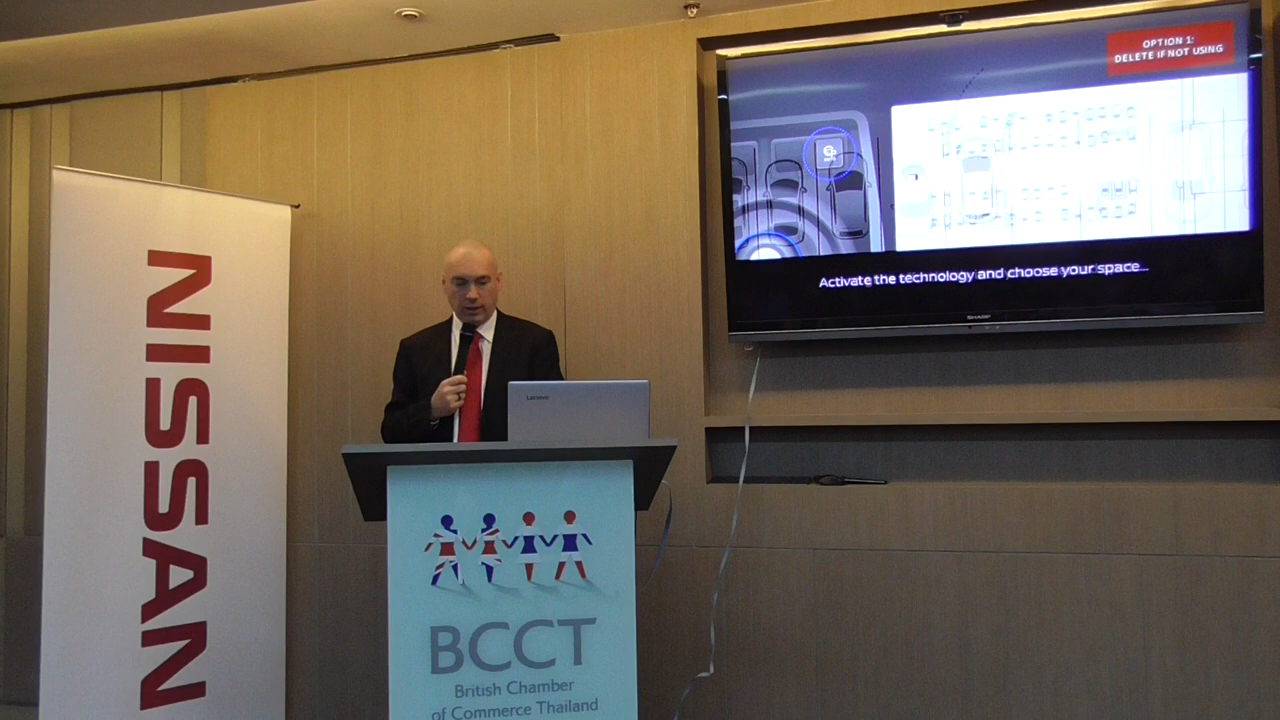 OPTION 1:
DELETE IF NOT USING
Activate the technology and choose your space...
SHARP
NISSAN
Lenovo
BCCT
British Chamber
of Commerce Thailand